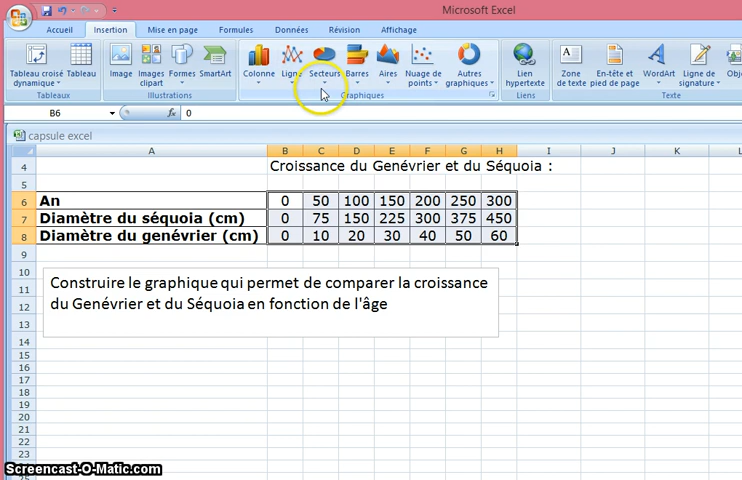 Microsoft Excel
Accueil Insertion Mise en page Formules Données Révision Affichage
Tableau croisé dynamique Tableau Image Images clipart Formes SmartArt Colonne Ligne Secteurs Barres Aires Nuage de points Autres graphiques Lien hypertexte Zone de texte En-tête et pied de page WordArt Ligne de signature
Tableaux Illustrations Graphiques Liens Texte
B6 fx 0
capsule excel
A B C D E F G H I J K L
4 Croissance du Genévrier et du Séquoia :
5
6 An 0 50 100 150 200 250 300
7 Diamètre du séquoia (cm) 0 75 150 225 300 375 450
8 Diamètre du genévrier (cm) 0 10 20 30 40 50 60
9
10
11
12
13
14
15
16
17
18
19
20
21
22
23
24
Construire le graphique qui permet de comparer la croissance
du Genévrier et du Séquoia en fonction de l'âge
Screencast-O-Matic.com